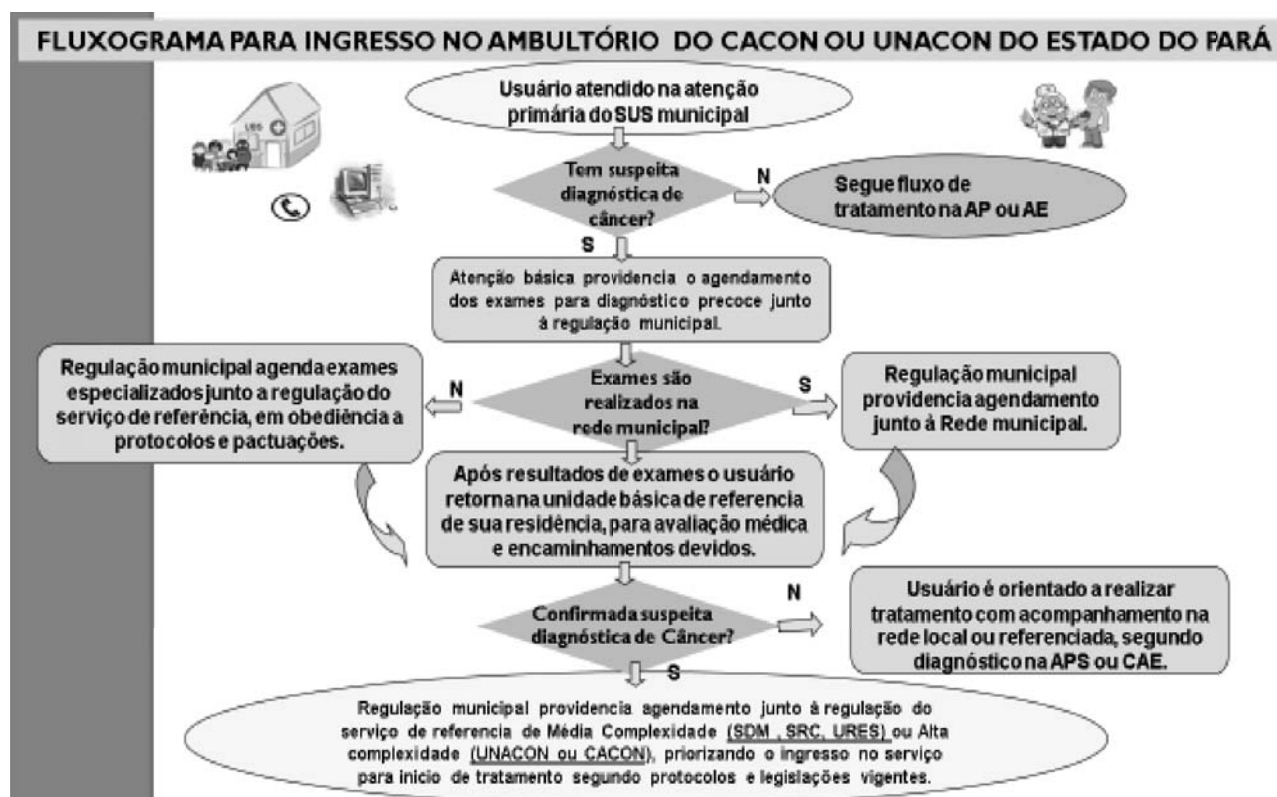 FLUXOGRAMA PARA INGRESSO NO AMBULTÓRIO DO CACON OU UNACON DO ESTADO DO PARÁ
Usuário atendido na atenção
primária do SUS municipal
UBS
Tem suspeita
diagnóstica de
câncer?
N
Segue fluxo de
tratamento na AP ou AE
S
Atenção básica providencia o agendamento
dos exames para diagnóstico precoce junto
à regulação municipal.
Regulação municipal agenda exames
especializados junto a regulação do
serviço de referência, em obediência a
protocolos e pactuações.
N
Exames são
realizados na
rede municipal?
S
Regulação municipal
providencia agendamento
junto à Rede municipal.
Após resultados de exames o usuário
retorna na unidade básica de referencia
de sua residência, para avaliação médica
e encaminhamentos devidos.
Confirmada suspeita
diagnóstica de Câncer?
N
Usuário é orientado a realizar
tratamento com acompanhamento na
rede local ou referenciada, segundo
diagnóstico na APS ou CAE.
S
Regulação municipal providencia agendamento junto à regulação do
serviço de referencia de Média Complexidade (SDM , SRC, URES) ou Alta
complexidade (UNACON ou CACON), priorizando o ingresso no serviço
para inicio de tratamento segundo protocolos e legislações vigentes.